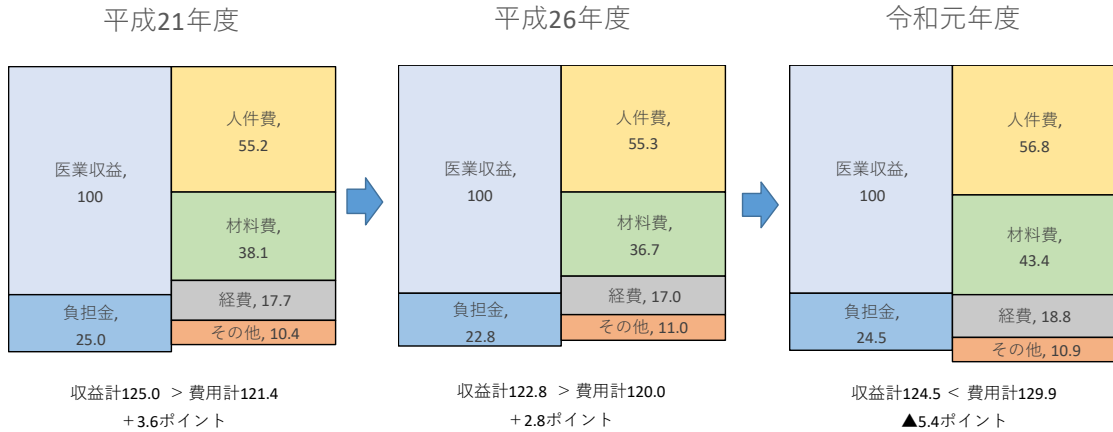 平成21年度
医業収益,
100
負担金,
25.0
人件費,
55.2
材料費,
38.1
経費, 17.7
その他, 10.4
収益計125.0 > 費用計121.4
+3.6ポイント
平成26年度
医業収益,
100
負担金,
22.8
人件費,
55.3
材料費,
36.7
経費, 17.0
その他, 11.0
収益計122.8 > 費用計120.0
+2.8ポイント
令和元年度
医業収益,
100
負担金,
24.5
人件費,
56.8
材料費,
43.4
経費, 18.8
その他, 10.9
収益計124.5 < 費用計129.9
▲5.4ポイント